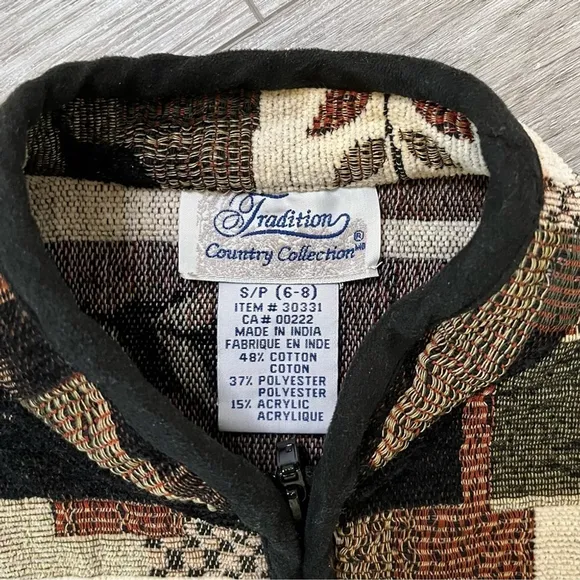 Tradition
Country Collection®MD
S/P (6-8)
ITEM # 30331
CA# 00222
MADE IN INDIA
FABRIQUE EN INDE
48% COTTON
COTON
37% POLYESTER
POLYESTER
15% ACRYLIC
ACRYLIQUE